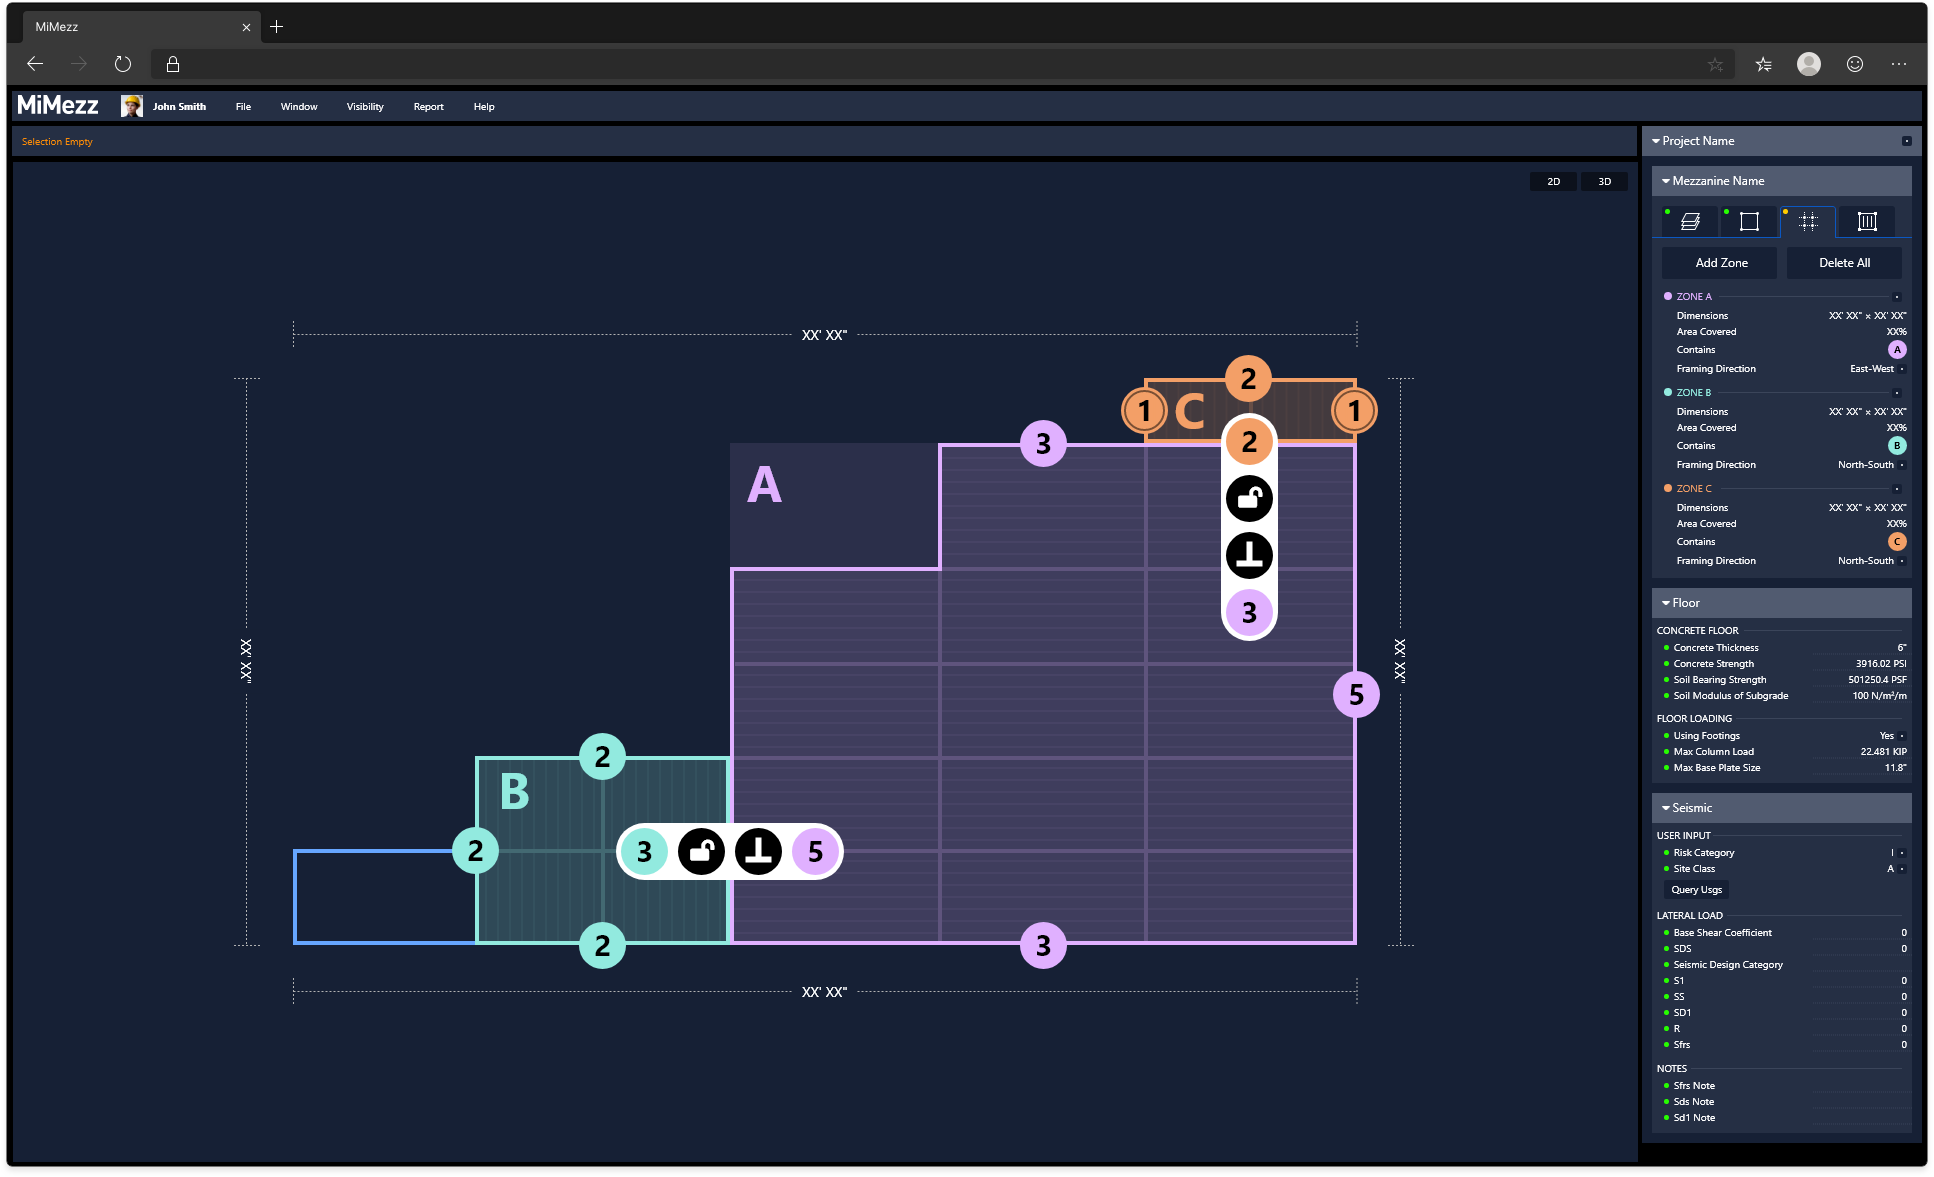 MiMezz
MiMezz John Smith File Window Visibility Report Help
Selection Empty
2D 3D
XX' XX"
XX' XX"
XX' XX"
XX' XX"
2
1 C 1
2
3
A
3
5
2
B
2 3 5
2
3
Project Name
Mezzanine Name
Add Zone Delete All
ZONE A
Dimensions XX' XX" × XX' XX"
Area Covered XX%
Contains A
Framing Direction East-West
ZONE B
Dimensions XX' XX" × XX' XX"
Area Covered XX%
Contains B
Framing Direction North-South
ZONE C
Dimensions XX' XX" × XX' XX"
Area Covered XX%
Contains C
Framing Direction North-South
Floor
CONCRETE FLOOR
Concrete Thickness 6"
Concrete Strength 3916.02 PSI
Soil Bearing Strength 501250.4 PSF
Soil Modulus of Subgrade 100 N/m²/m
FLOOR LOADING
Using Footings Yes
Max Column Load 22.481 KIP
Max Base Plate Size 11.8"
Seismic
USER INPUT
Risk Category I
Site Class A
Query Usgs
LATERAL LOAD
Base Shear Coefficient 0
SDS 0
Seismic Design Category
S1 0
SS 0
SD1 0
R 0
Sfrs 0
NOTES
Sfrs Note
Sds Note
Sd1 Note